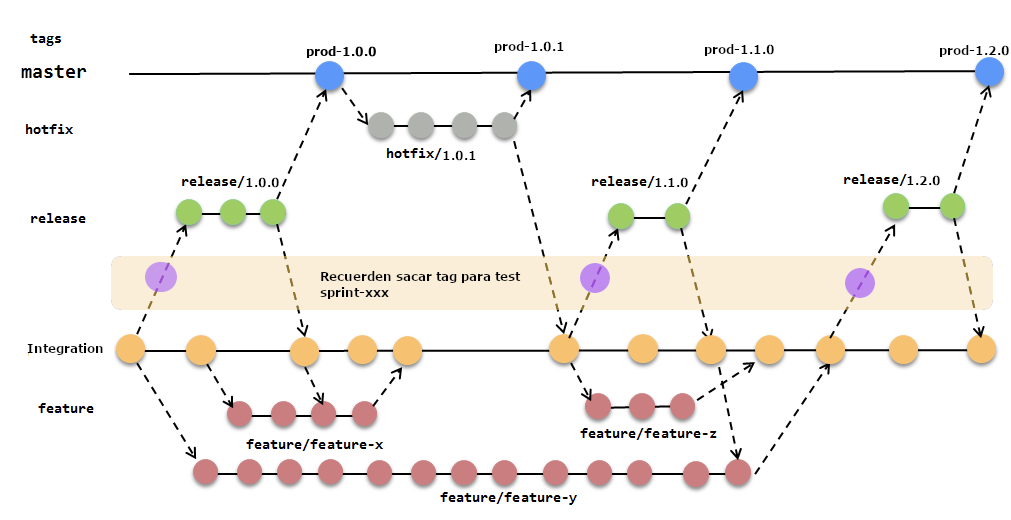 tags
prod-1.0.0
prod-1.0.1
prod-1.1.0
prod-1.2.0
master
hotfix
hotfix/1.0.1
release/1.0.0
release/1.1.0
release/1.2.0
release
Recuerden sacar tag para test
sprint-xxx
Integration
feature
feature/feature-x
feature/feature-z
feature/feature-y